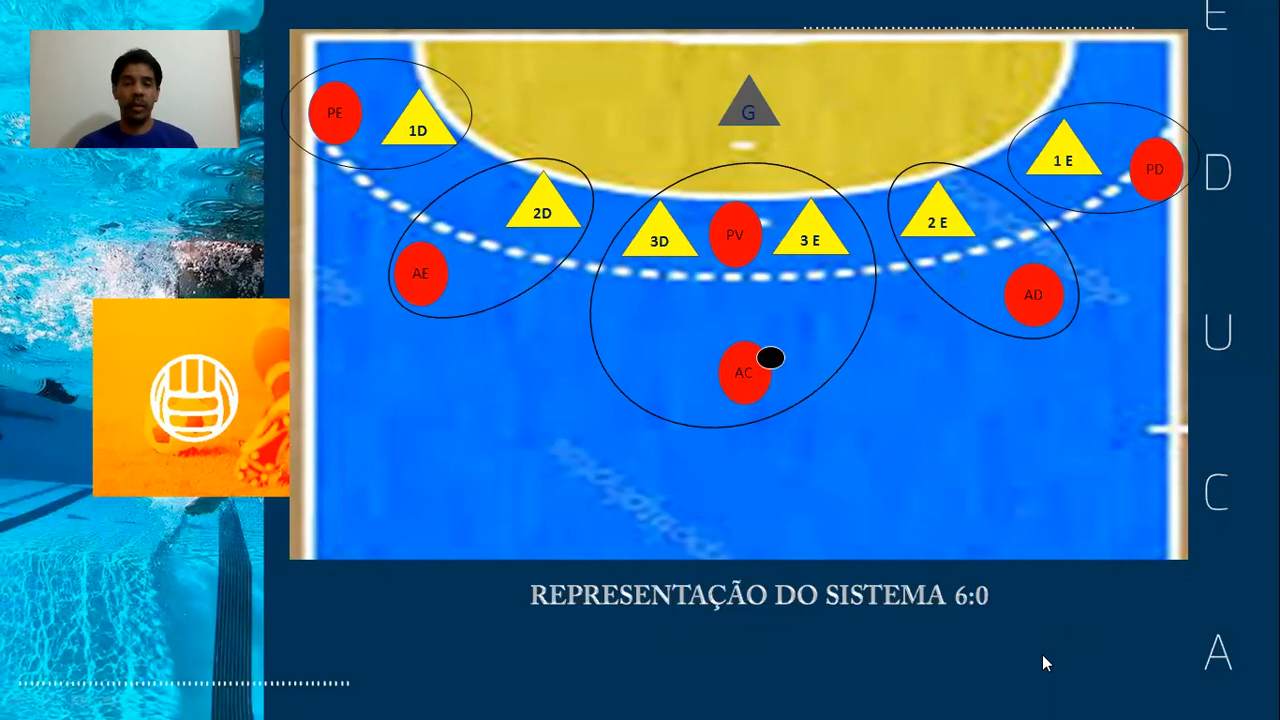 E
D
U
C
A
G
PE
1D
1 E
PD
2D
2 E
3D
PV
3 E
AE
AD
AC
REPRESENTAÇÃO DO SISTEMA 6:0